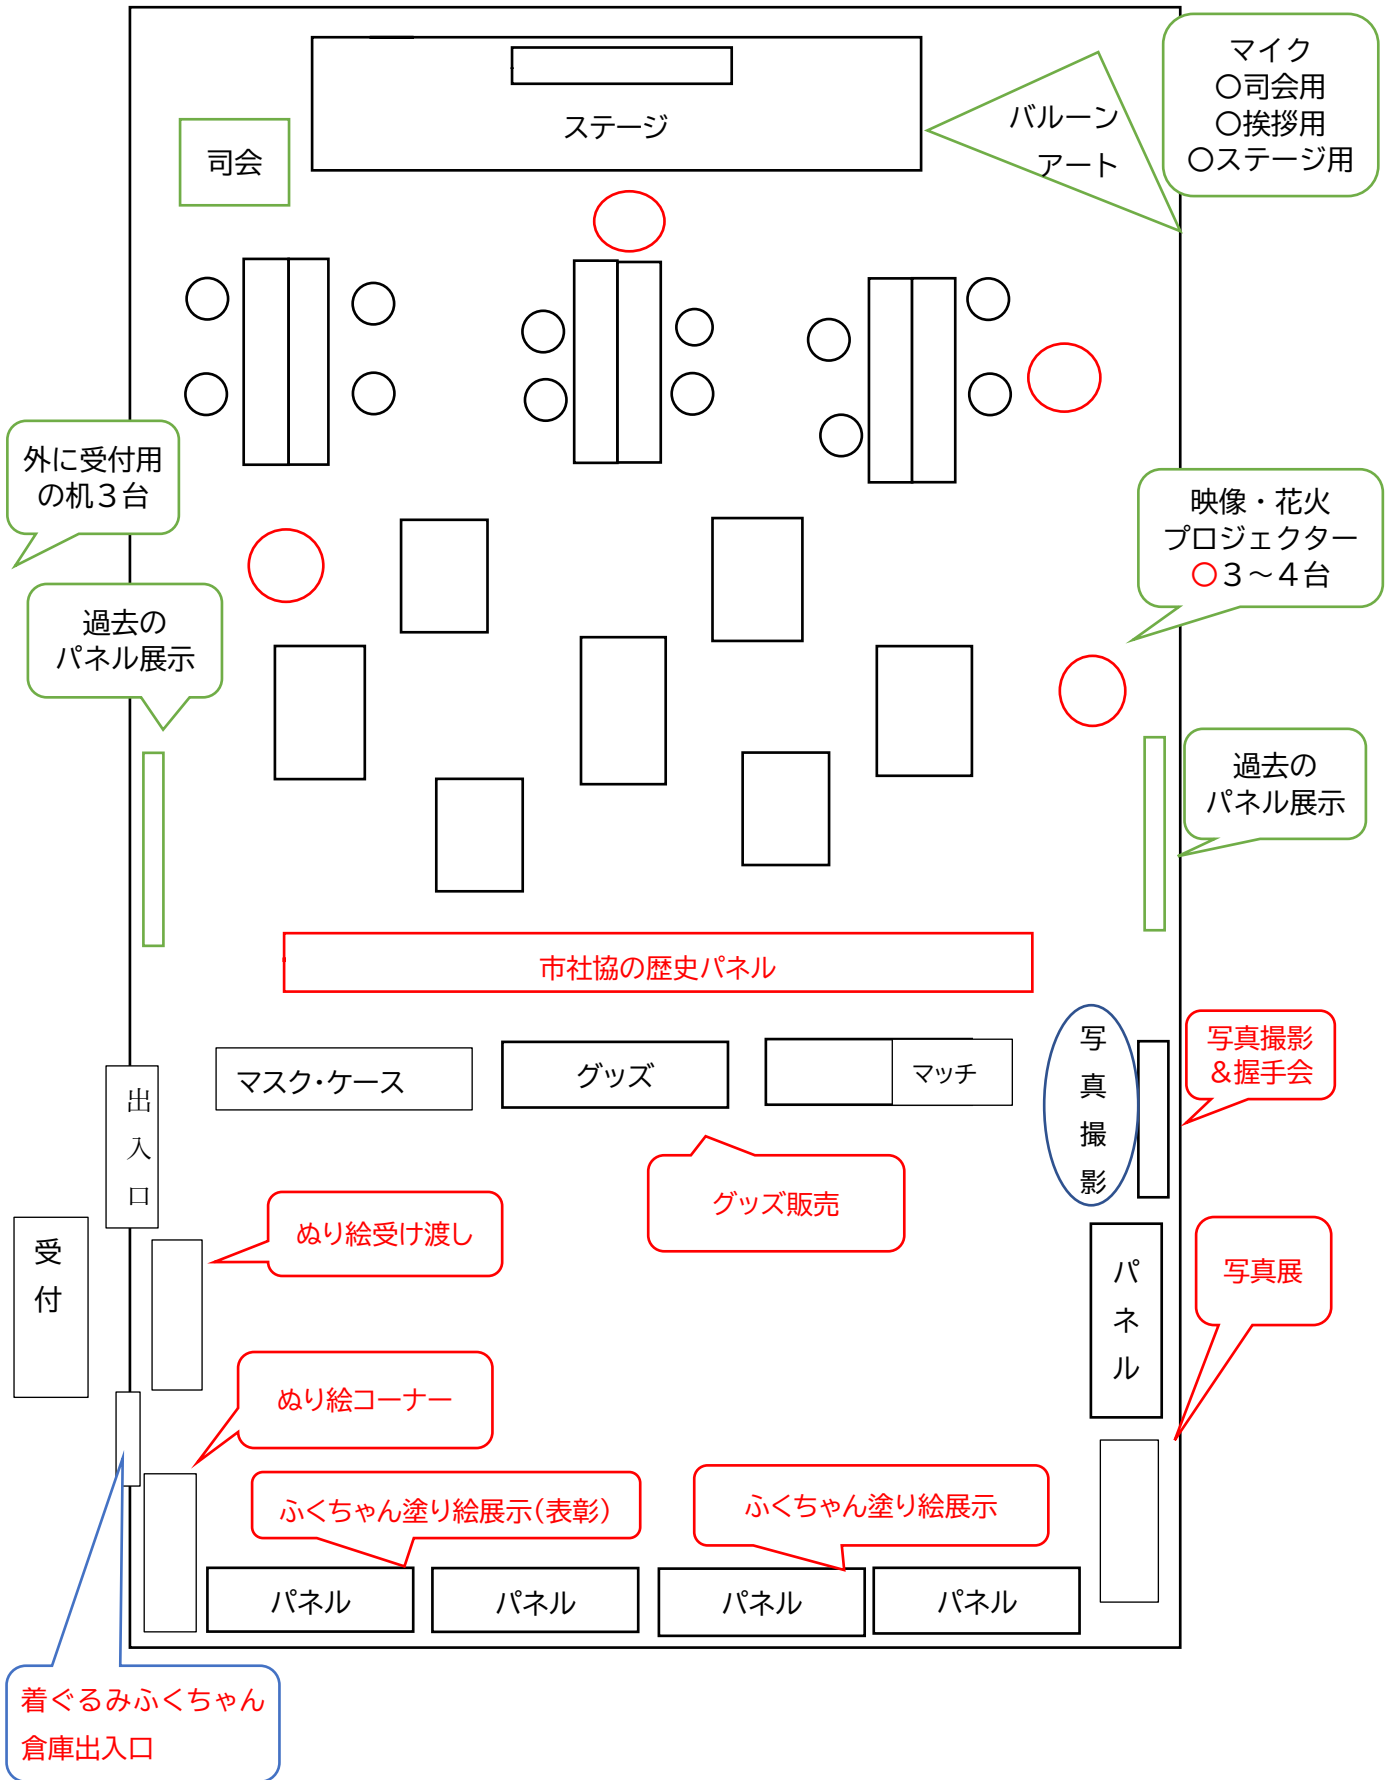 マイク
〇司会用
〇挨拶用
〇ステージ用
ステージ
バルーン
アート
司会
外に受付用
の机３台
映像・花火
プロジェクター
〇３～４台
過去の
パネル展示
過去の
パネル展示
市社協の歴史パネル
写真撮影
写真撮影
＆握手会
マスク・ケース
グッズ
マッチ
出入口
グッズ販売
ぬり絵受け渡し
受付
パネル
写真展
ぬり絵コーナー
ふくちゃん塗り絵展示（表彰）
ふくちゃん塗り絵展示
パネル
パネル
パネル
パネル
着ぐるみふくちゃん
倉庫出入口